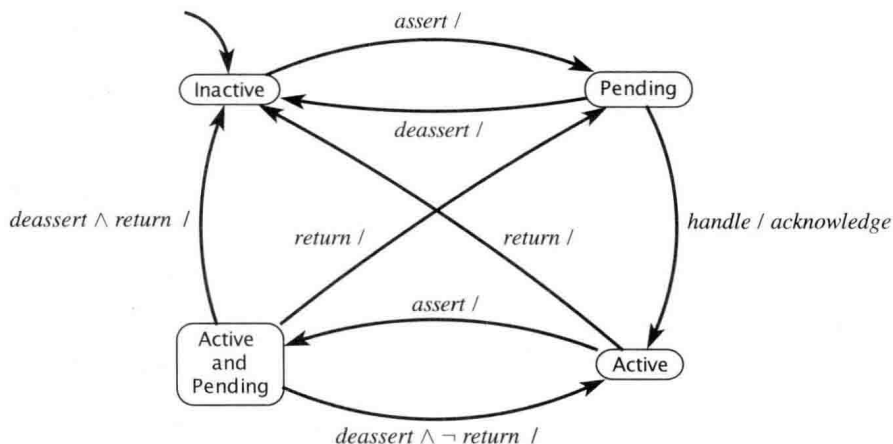 assert /
Inactive
Pending
deassert /
deassert ∧ return /
return /
return /
handle / acknowledge
assert /
Active
and
Pending
Active
deassert ∧ ¬ return /